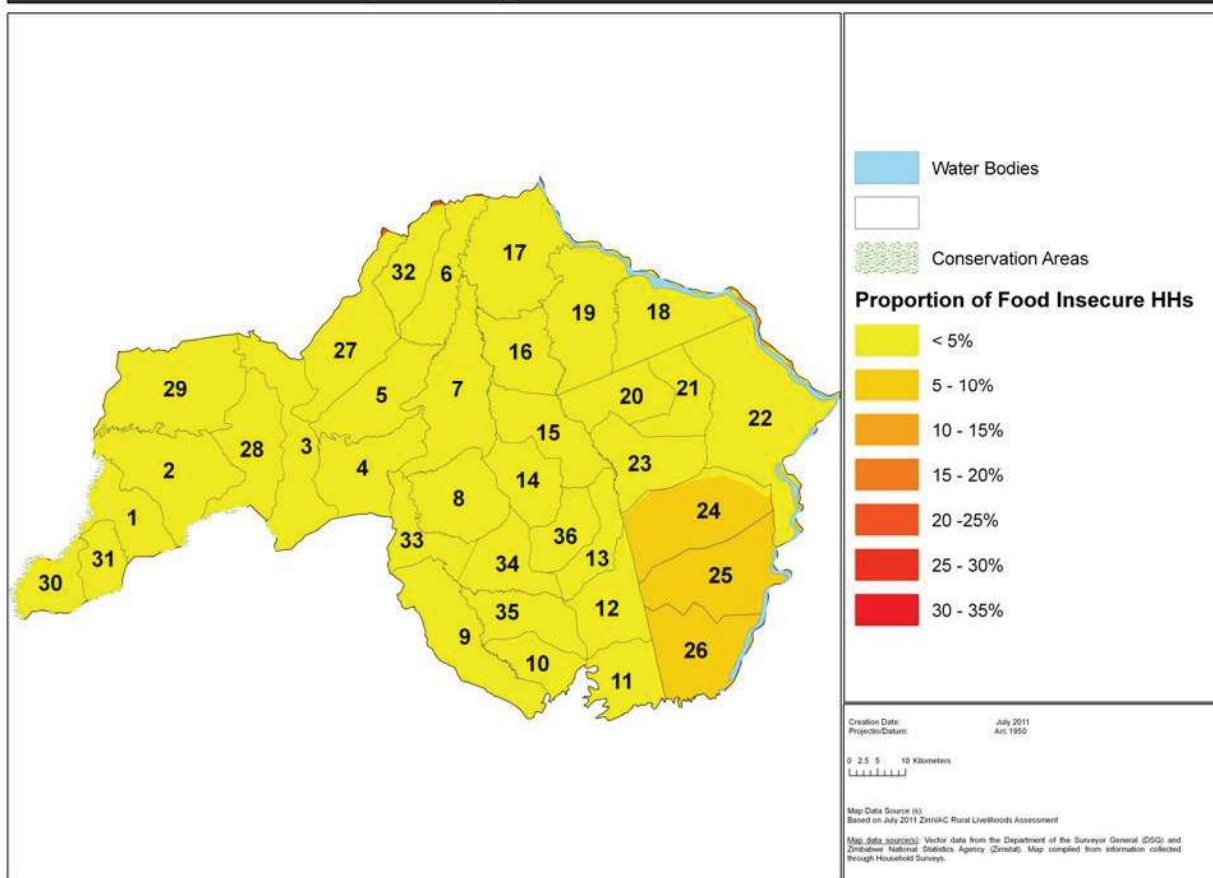 Water Bodies
Conservation Areas
Proportion of Food Insecure HHs
< 5%
5 - 10%
10 - 15%
15 - 20%
20 -25%
25 - 30%
30 - 35%
17
32
6
19
18
27
16
29
7
20
21
5
22
15
28
3
23
2
4
14
8
24
1
36
33
13
31
34
25
30
35
12
9
26
10
11
Creation Date: July 2011
Projectio/Datum: Arc 1950
0 2.5 5 10 Kilometers
Map Data Source (s):
Based on July 2011 ZimVAC Rural Livelihoods Assessment
Map data source(s): Vector data from the Department of the Surveyor General (DSG) and
Zimbabwe National Statistics Agency (Zimstat). Map compiled from information collected
through Household Surveys.